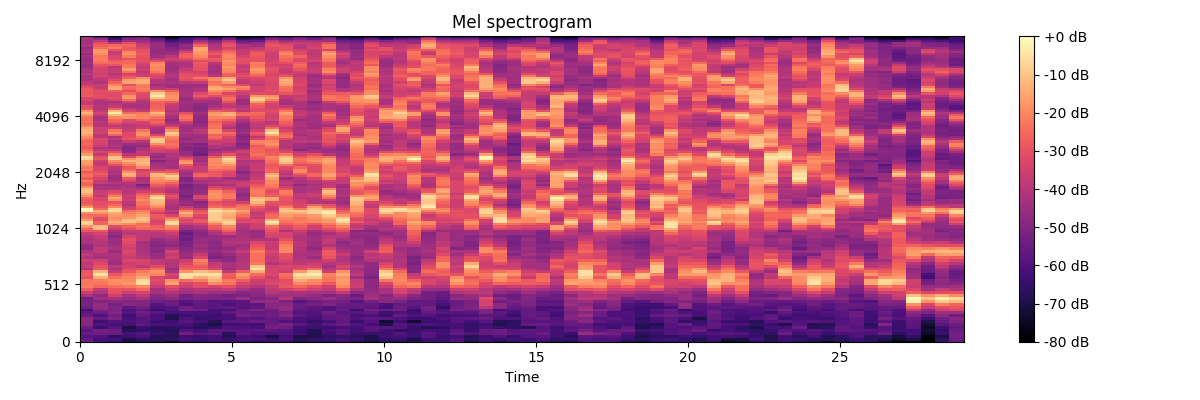 Mel spectrogram
Hz
8192
4096
2048
1024
512
0
0 5 10 15 20 25
Time
+0 dB
-10 dB
-20 dB
-30 dB
-40 dB
-50 dB
-60 dB
-70 dB
-80 dB